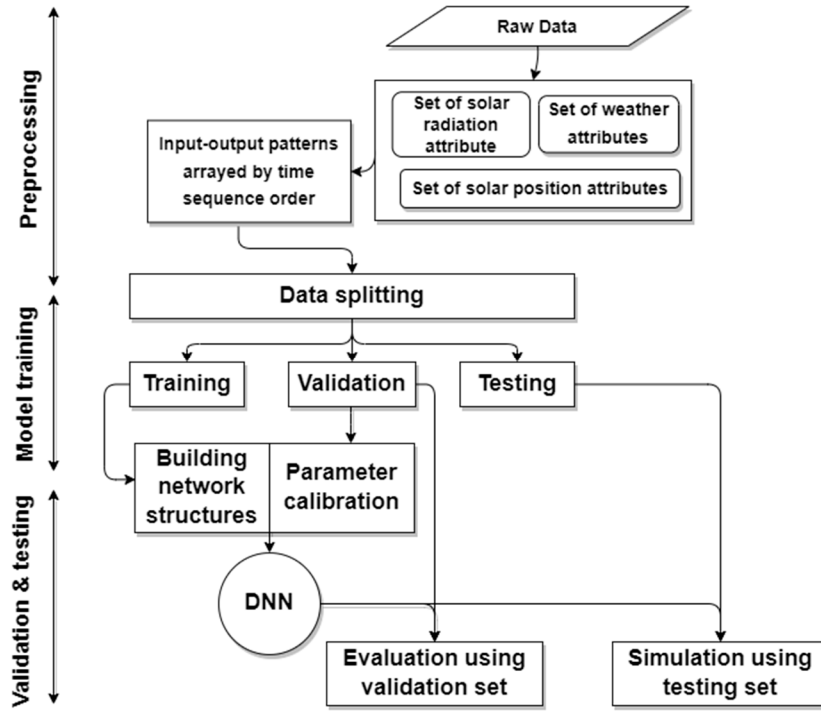 Raw Data
Set of solar
radiation
attribute
Set of weather
attributes
Set of solar position attributes
Input-output patterns
arrayed by time
sequence order
Preprocessing
Data splitting
Model training
Training
Validation
Testing
Building
network
structures
Parameter
calibration
Validation & testing
DNN
Evaluation using
validation set
Simulation using
testing set